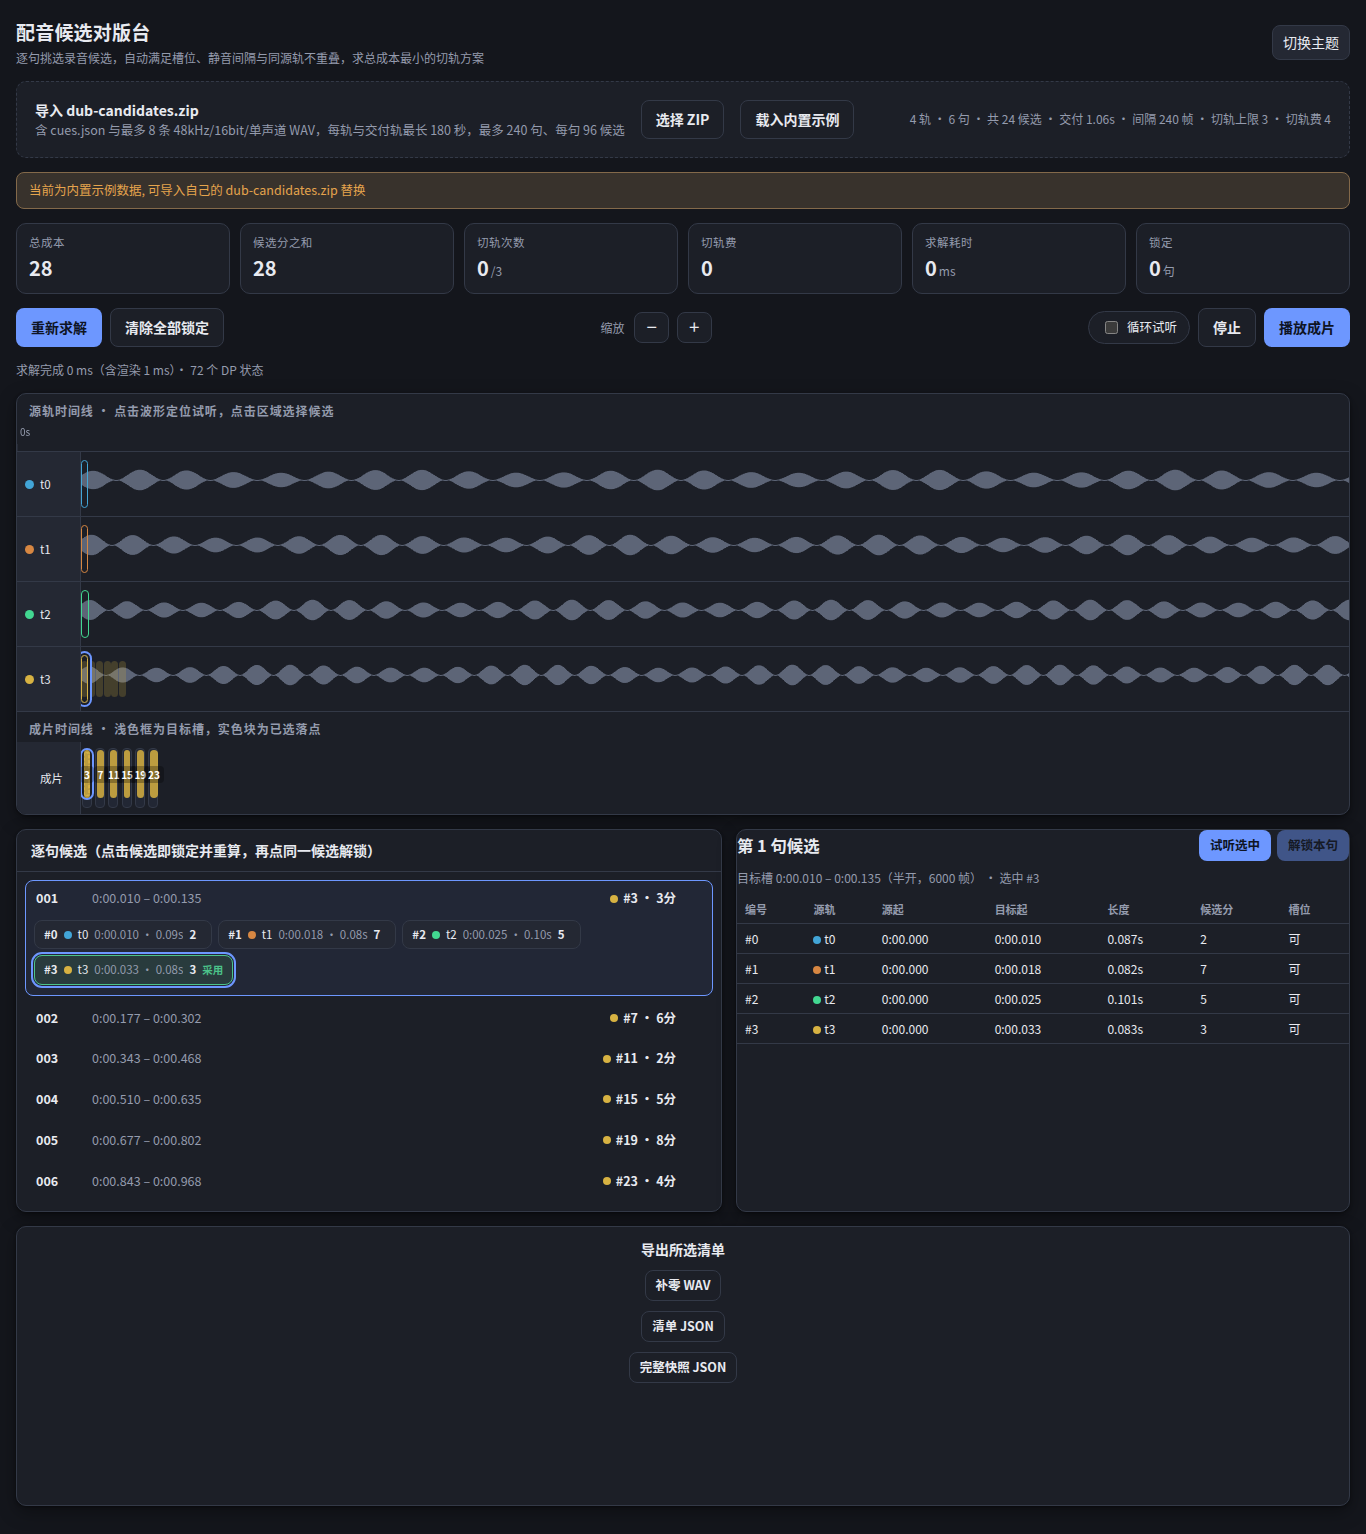 配音候选对版台
逐句挑选录音候选，自动满足槽位、静音间隔与同源轨不重叠，求总成本最小的切轨方案
切换主题
导入 dub-candidates.zip
含 cues.json 与最多 8 条 48kHz/16bit/单声道 WAV，每轨与交付轨最长 180 秒，最多 240 句、每句 96 候选
选择 ZIP
载入内置示例
4 轨 · 6 句 · 共 24 候选 · 交付 1.06s · 间隔 240 帧 · 切轨上限 3 · 切轨费 4
当前为内置示例数据, 可导入自己的 dub-candidates.zip 替换
总成本
28
候选分之和
28
切轨次数
0 /3
切轨费
0
求解耗时
0 ms
锁定
0 句
重新求解
清除全部锁定
缩放
−
+
循环试听
停止
播放成片
求解完成 0 ms（含渲染 1 ms） · 72 个 DP 状态
源轨时间线 · 点击波形定位试听，点击区域选择候选
0s
t0
t1
t2
t3
成片时间线 · 浅色框为目标槽，实色块为已选落点
成片
3 7 11 15 19 23
逐句候选（点击候选即锁定并重算，再点同一候选解锁）
001 0:00.010 – 0:00.135 #3 · 3分
#0 t0 0:00.010 · 0.09s 2
#1 t1 0:00.018 · 0.08s 7
#2 t2 0:00.025 · 0.10s 5
#3 t3 0:00.033 · 0.08s 3 采用
002 0:00.177 – 0:00.302 #7 · 6分
003 0:00.343 – 0:00.468 #11 · 2分
004 0:00.510 – 0:00.635 #15 · 5分
005 0:00.677 – 0:00.802 #19 · 8分
006 0:00.843 – 0:00.968 #23 · 4分
第 1 句候选
试听选中
解锁本句
目标槽 0:00.010 – 0:00.135（半开，6000 帧） · 选中 #3
编号 源轨 源起 目标起 长度 候选分 槽位
#0 t0 0:00.000 0:00.010 0.087s 2 可
#1 t1 0:00.000 0:00.018 0.082s 7 可
#2 t2 0:00.000 0:00.025 0.101s 5 可
#3 t3 0:00.000 0:00.033 0.083s 3 可
导出所选清单
补零 WAV
清单 JSON
完整快照 JSON